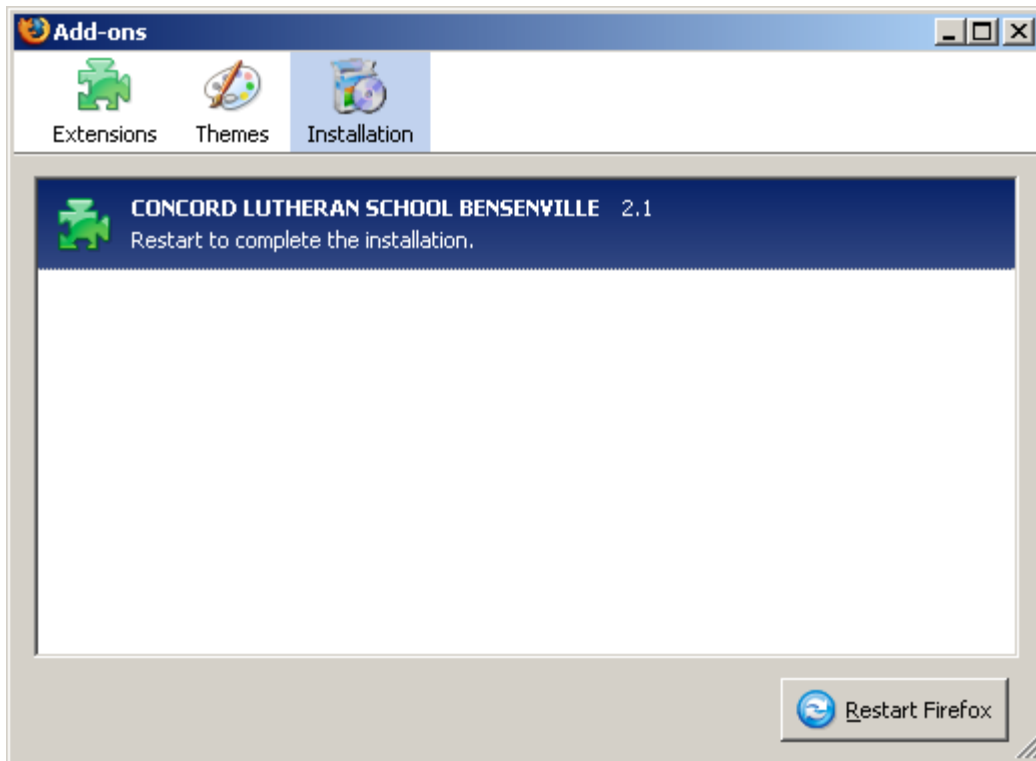 Add-ons
Extensions Themes Installation
CONCORD LUTHERAN SCHOOL BENSENVILLE 2.1
Restart to complete the installation.
Restart Firefox